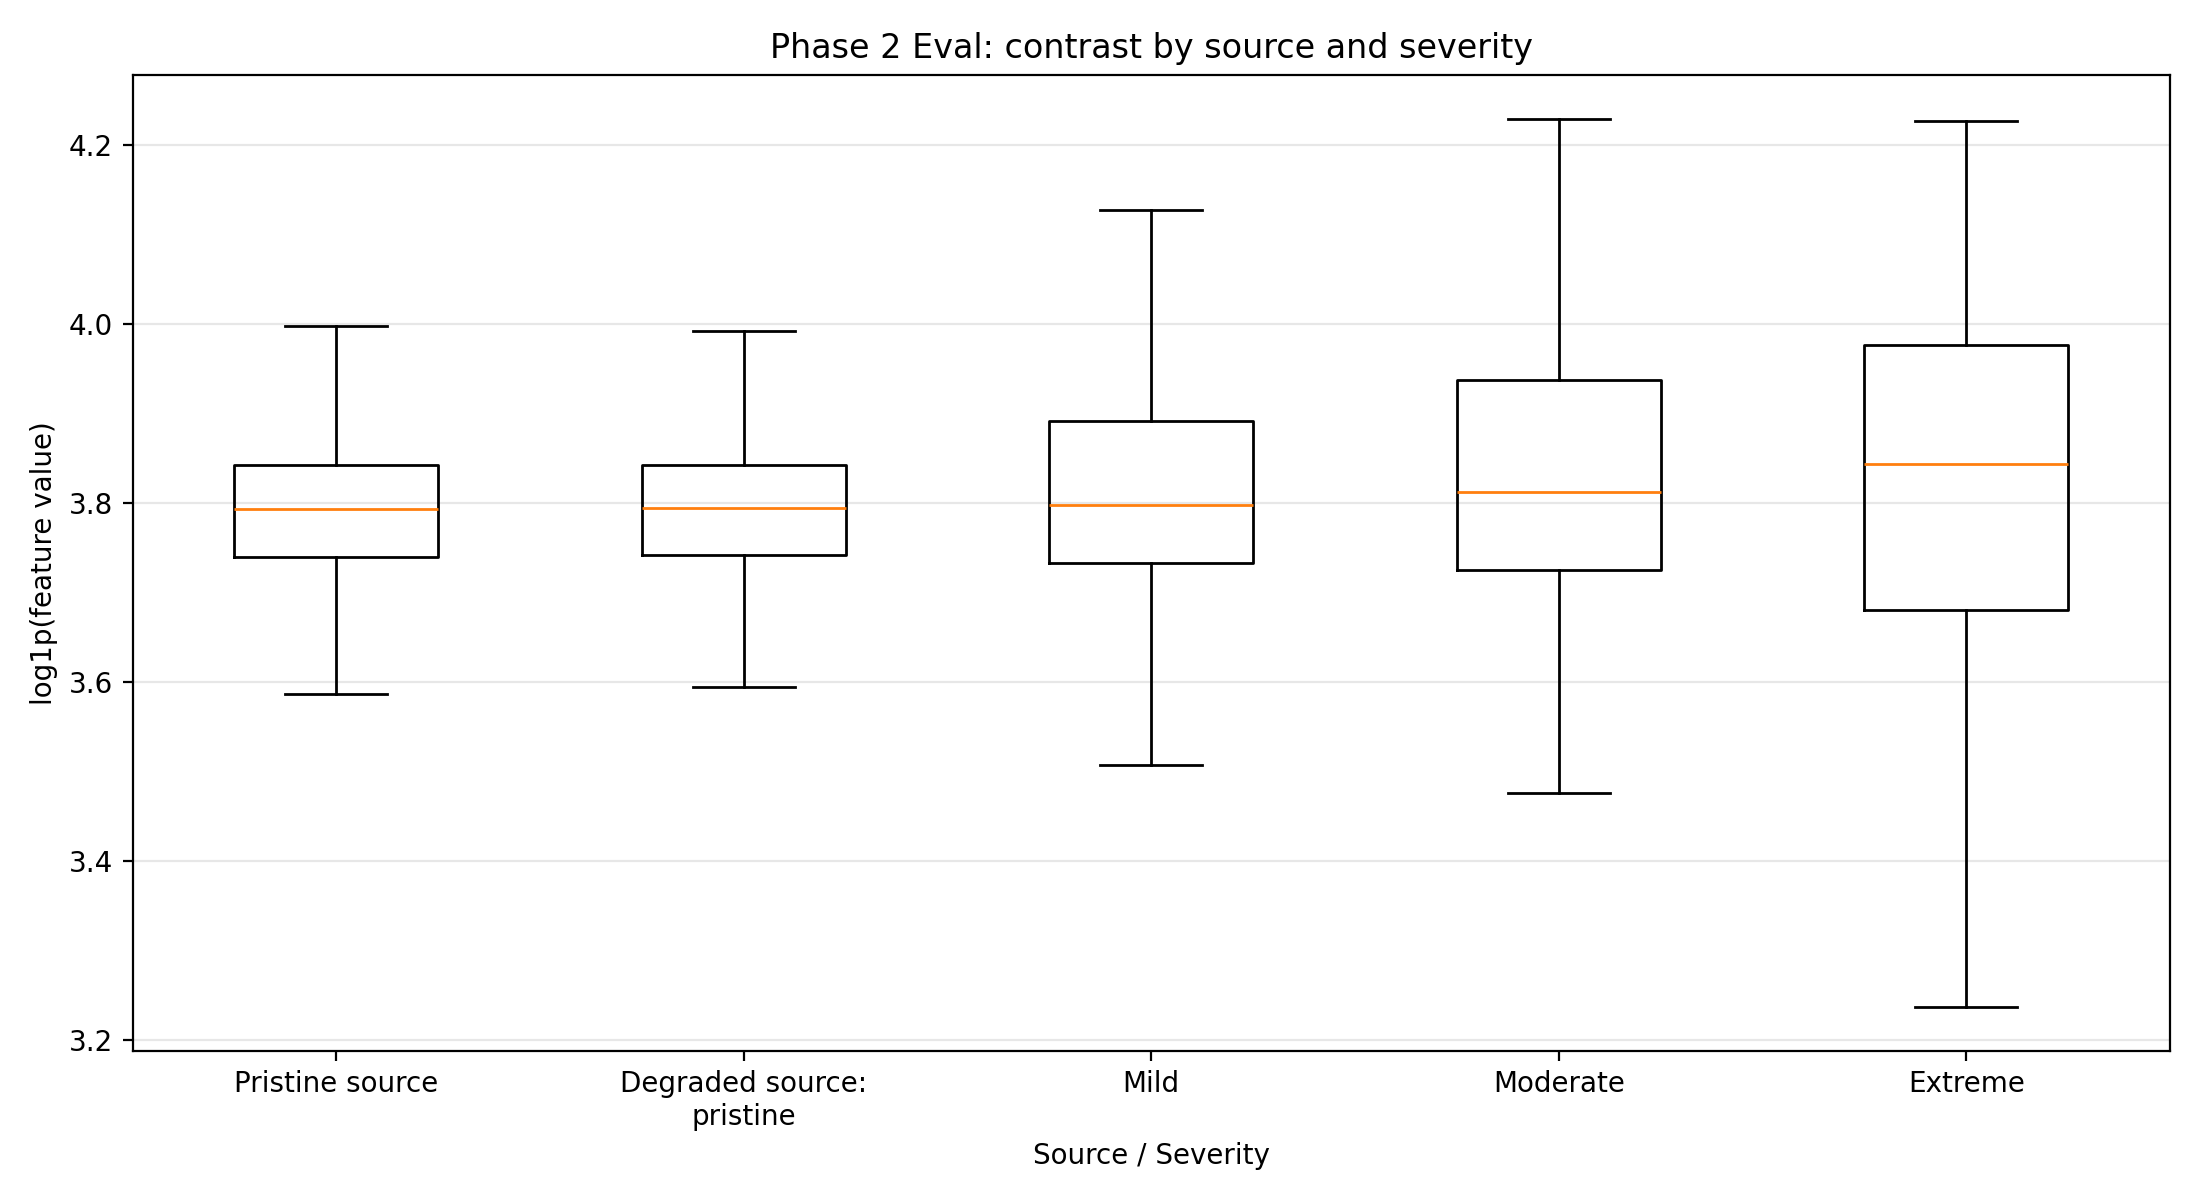 Phase 2 Eval: contrast by source and severity
log1p(feature value)
4.2
4.0
3.8
3.6
3.4
3.2
Pristine source
Degraded source:
pristine
Mild
Moderate
Extreme
Source / Severity